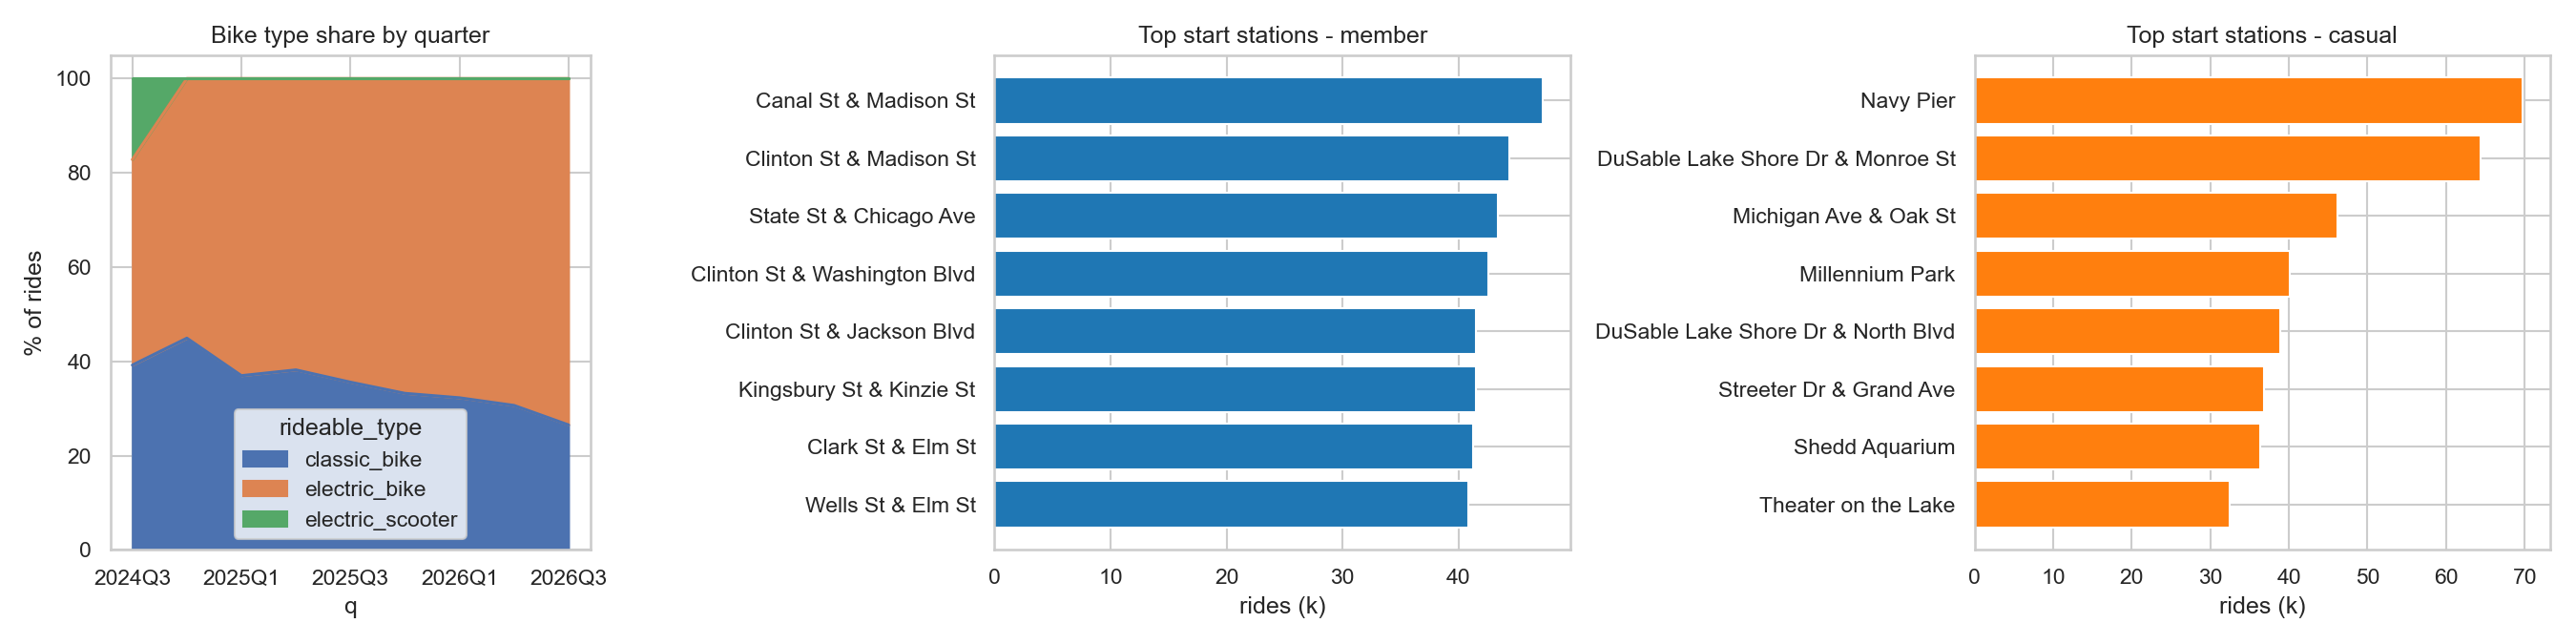 Bike type share by quarter
% of rides
100
80
60
40
20
0
rideable_type
classic_bike
electric_bike
electric_scooter
2024Q3 2025Q1 2025Q3 2026Q1 2026Q3
q
Top start stations - member
Canal St & Madison St
Clinton St & Madison St
State St & Chicago Ave
Clinton St & Washington Blvd
Clinton St & Jackson Blvd
Kingsbury St & Kinzie St
Clark St & Elm St
Wells St & Elm St
0 10 20 30 40
rides (k)
Top start stations - casual
Navy Pier
DuSable Lake Shore Dr & Monroe St
Michigan Ave & Oak St
Millennium Park
DuSable Lake Shore Dr & North Blvd
Streeter Dr & Grand Ave
Shedd Aquarium
Theater on the Lake
0 10 20 30 40 50 60 70
rides (k)